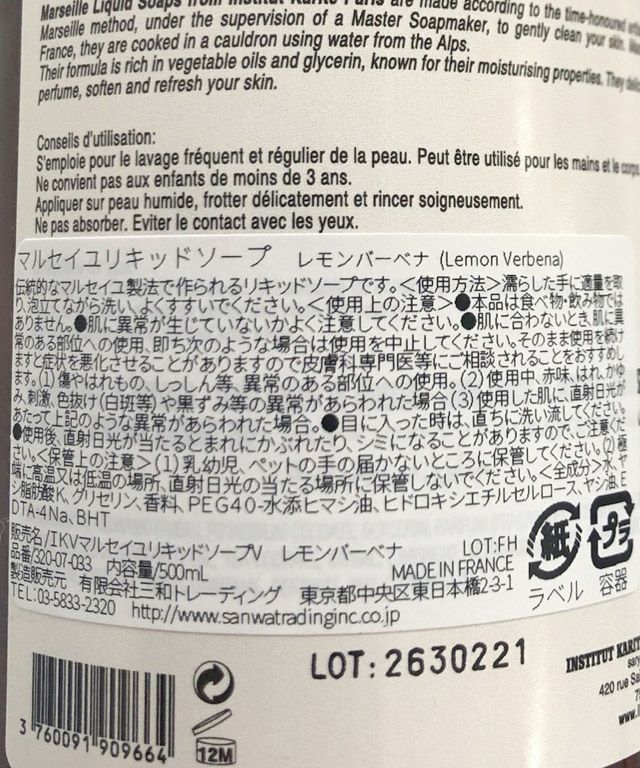 Marseille Liquid Soaps from Institut Karité Paris are made according to the time-honoured
Marseille method, under the supervision of a Master Soapmaker, to gently clean your skin.
France, they are cooked in a cauldron using water from the Alps.
Their formula is rich in vegetable oils and glycerin, known for their moisturising properties. They
perfume, soften and refresh your skin.
Conseils d'utilisation:
S'emploie pour le lavage fréquent et régulier de la peau. Peut être utilisé pour les mains et le corps
Ne convient pas aux enfants de moins de 3 ans.
Appliquer sur peau humide, frotter délicatement et rincer soigneusement.
Ne pas absorber. Eviter le contact avec les yeux.
マルセイユリキッドソープ レモンバーベナ (Lemon Verbena)
伝統的なマルセイユ製法で作られるリキッドソープです。<使用方法>濡らした手に適量を取
り、泡立てながら洗い、よくすすいでください。<使用上の注意>●本品は食べ物・飲み物では
ありません。●肌に異常が生じていないかよく注意してください。●肌に合わないとき、肌に異
常のある部位への使用、即ち次のような場合は使用を中止してください。そのまま使用を続け
ますと症状を悪化させることがありますので皮膚科専門医等にご相談されることをおすすめし
ます。(1)傷やはれもの、しっしん等、異常のある部位への使用。(2)使用中、赤味、はれ、かゆ
み、刺激、色抜け(白斑等)や黒ずみ等の異常があらわれた場合(3)使用した肌に、直射日光が
あたって上記のような異常があらわれた場合。●目に入った時は、直ちに洗い流してください。
●使用後、直射日光が当たるとまれにかぶれたり、シミになることがありますので、ご注意くだ
さい。<保管上の注意>(1)乳幼児、ペットの手の届かないところに保管してください。(2)極
端に高温又は低温の場所、直射日光の当たる場所に保管しないでください。<全成分>水、ヤ
シ脂肪酸K、グリセリン、香料、PEG40-水添ヒマシ油、ヒドロキシエチルセルロース、ヤシ油、E
DTA-4Na、BHT
販売名/IKVマルセイユリキッドソープV レモンバーベナ LOT:FH
品番/320-07-033 内容量/500mL MADE IN FRANCE
製造販売元 有限会社三和トレーディング 東京都中央区東日本橋2-3-1
TEL:03-5833-2320 http://www.sanwatradinginc.co.jp
紙
ラベル
プラ
容器
LOT: 2630221
3 760091 909664
12M
INSTITUT KARIT
420 rue Sa
www.i